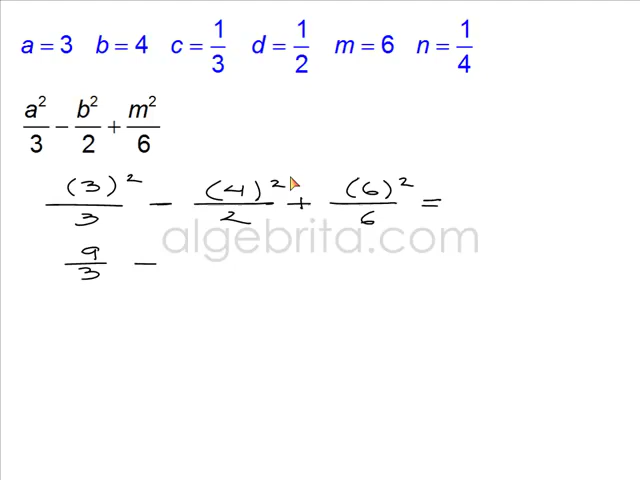 a = 3 b = 4 c = 1/3 d = 1/2 m = 6 n = 1/4
a²/3 − b²/2 + m²/6
(3)²/3 − (4)²/2 + (6)²/6 =
algebrita.com
9/3 −